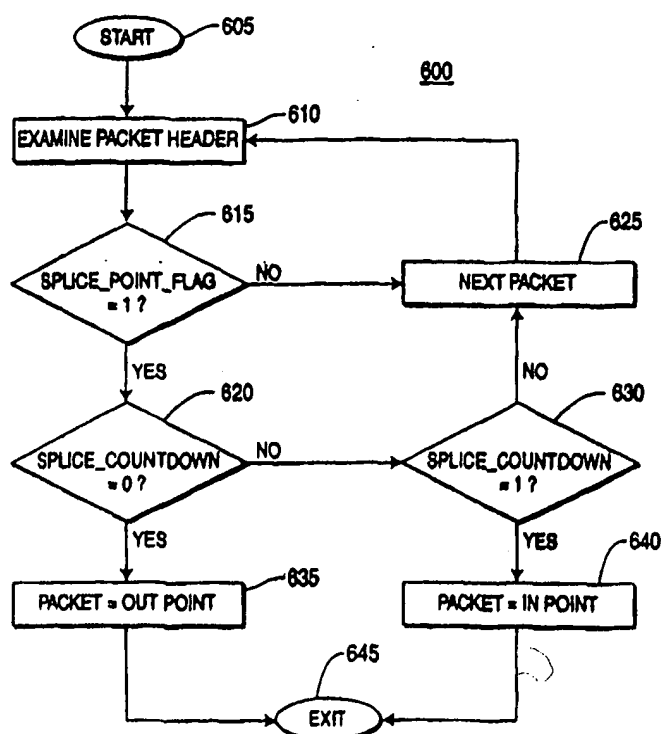 START
605
600
610
EXAMINE PACKET HEADER
615
SPLICE_POINT_FLAG
= 1 ?
NO
625
NEXT PACKET
YES
NO
620
630
SPLICE_COUNTDOWN
= 0 ?
NO
SPLICE_COUNTDOWN
= 1 ?
YES
YES
635
640
PACKET = OUT POINT
PACKET = IN POINT
645
EXIT